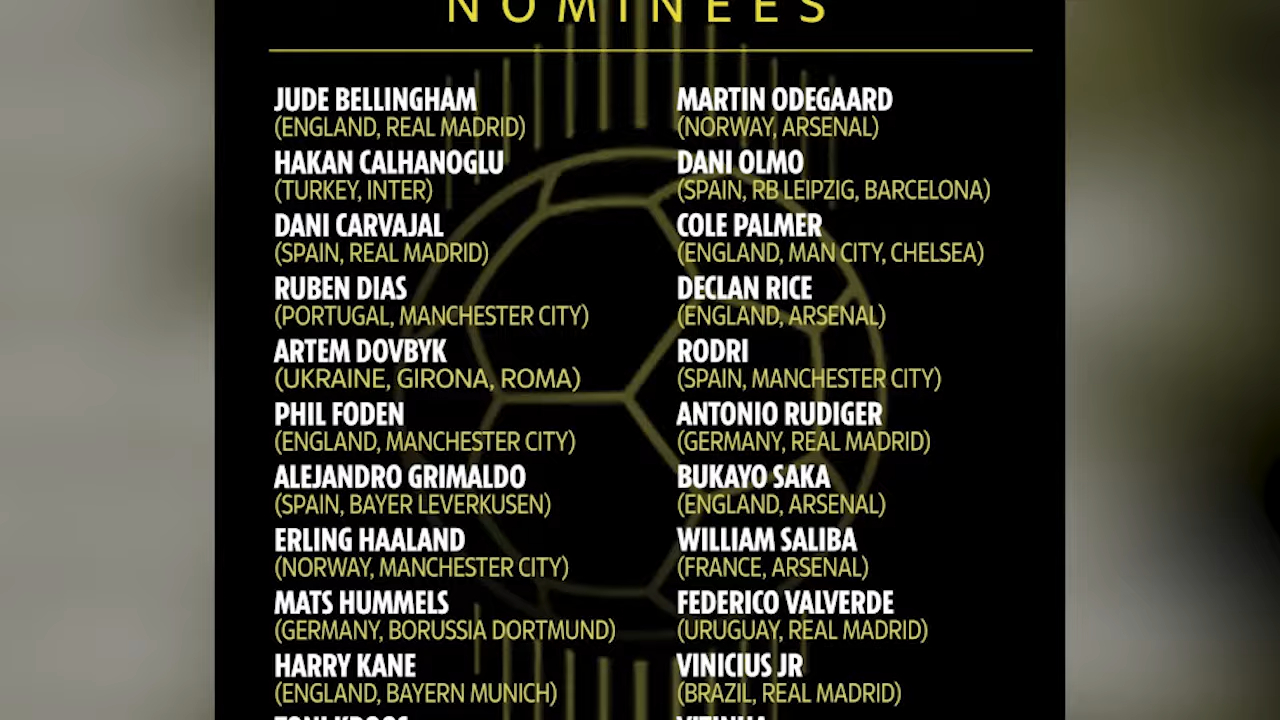 NOMINEES
JUDE BELLINGHAM
(ENGLAND, REAL MADRID)
HAKAN CALHANOGLU
(TURKEY, INTER)
DANI CARVAJAL
(SPAIN, REAL MADRID)
RUBEN DIAS
(PORTUGAL, MANCHESTER CITY)
ARTEM DOVBYK
(UKRAINE, GIRONA, ROMA)
PHIL FODEN
(ENGLAND, MANCHESTER CITY)
ALEJANDRO GRIMALDO
(SPAIN, BAYER LEVERKUSEN)
ERLING HAALAND
(NORWAY, MANCHESTER CITY)
MATS HUMMELS
(GERMANY, BORUSSIA DORTMUND)
HARRY KANE
(ENGLAND, BAYERN MUNICH)
TONI KROOS
MARTIN ODEGAARD
(NORWAY, ARSENAL)
DANI OLMO
(SPAIN, RB LEIPZIG, BARCELONA)
COLE PALMER
(ENGLAND, MAN CITY, CHELSEA)
DECLAN RICE
(ENGLAND, ARSENAL)
RODRI
(SPAIN, MANCHESTER CITY)
ANTONIO RUDIGER
(GERMANY, REAL MADRID)
BUKAYO SAKA
(ENGLAND, ARSENAL)
WILLIAM SALIBA
(FRANCE, ARSENAL)
FEDERICO VALVERDE
(URUGUAY, REAL MADRID)
VINICIUS JR
(BRAZIL, REAL MADRID)
VITINHA